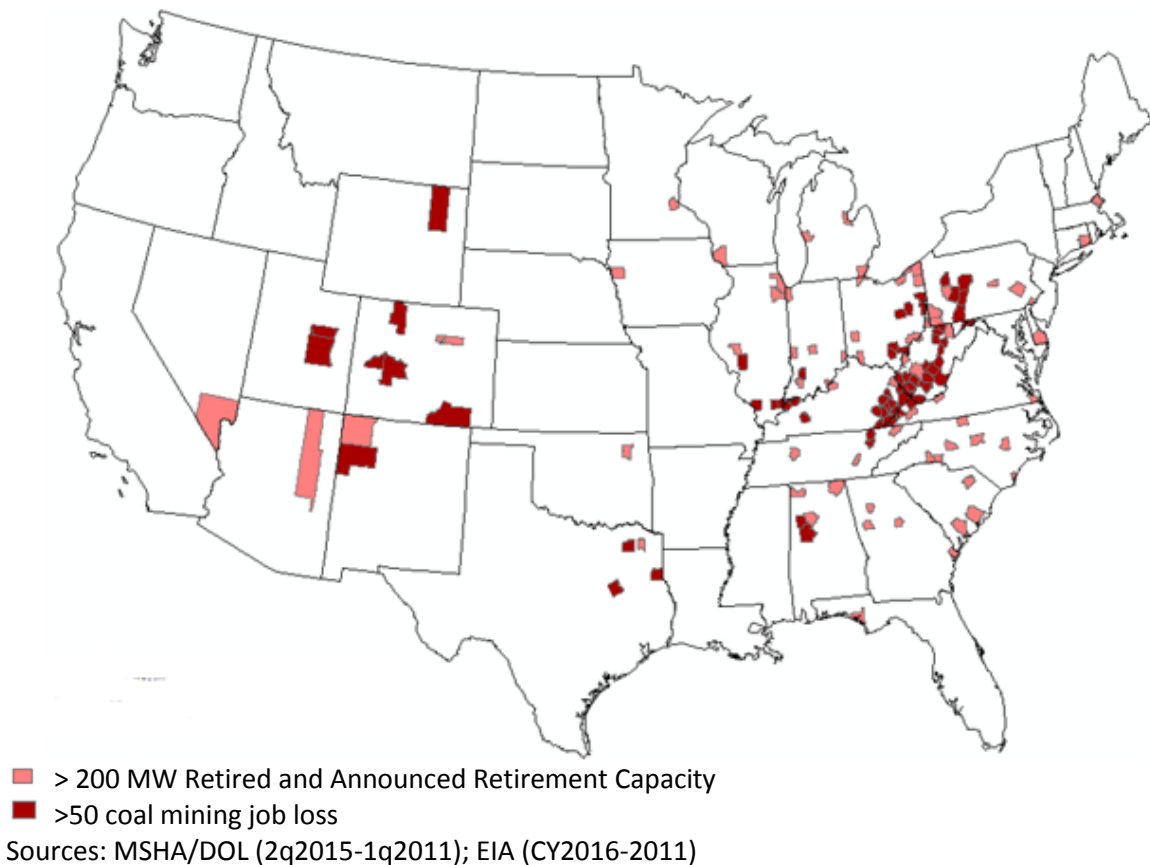 > 200 MW Retired and Announced Retirement Capacity
>50 coal mining job loss
Sources: MSHA/DOL (2q2015-1q2011); EIA (CY2016-2011)